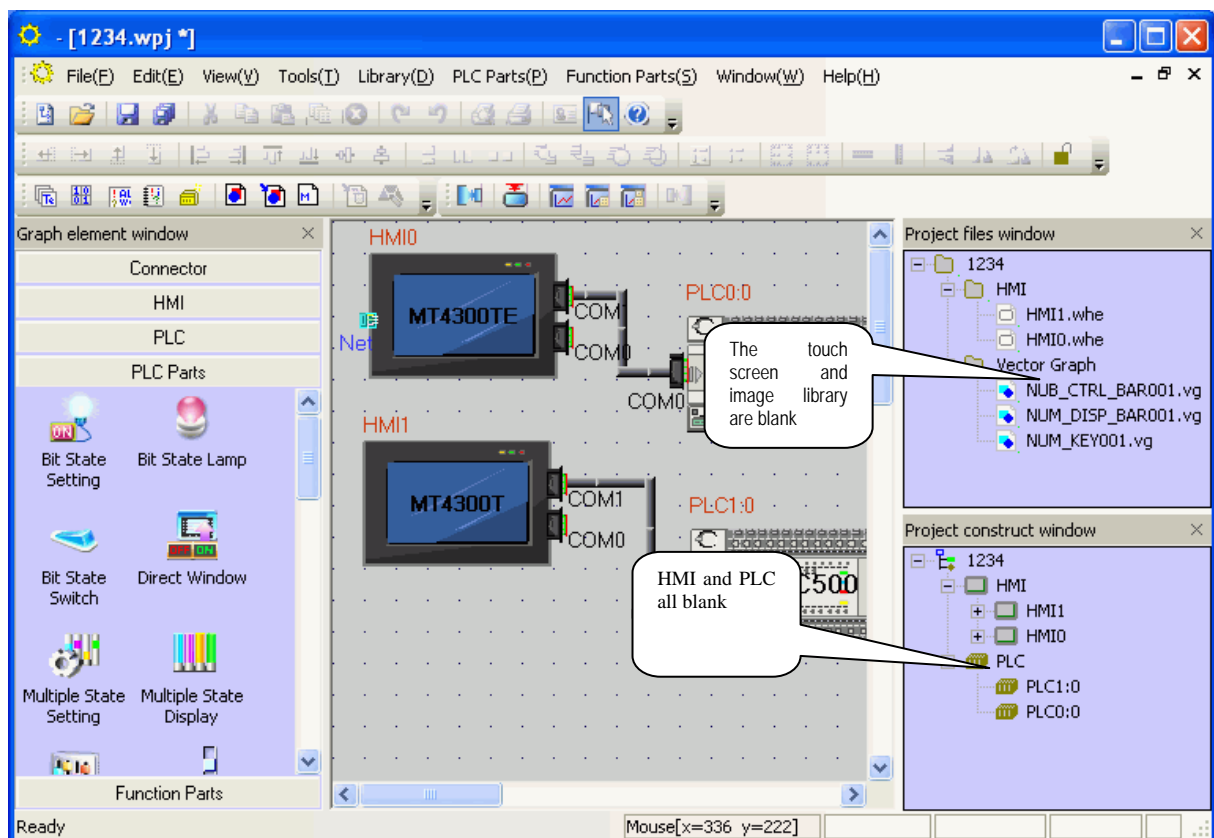 - [1234.wpj *]
File(F) Edit(E) View(V) Tools(T) Library(D) PLC Parts(P) Function Parts(S) Window(W) Help(H)
Graph element window
Connector
HMI
PLC
PLC Parts
Bit State Setting
Bit State Lamp
Bit State Switch
Direct Window
Multiple State Setting
Multiple State Display
Function Parts
HMI0
MT4300TE
COM1
COM0
Net
PLC0:0
COM0
HMI1
MT4300T
COM1
COM0
PLC1:0
C500
The touch
screen and
image library
are blank
HMI and PLC
all blank
Project files window
1234
HMI
HMI1.whe
HMI0.whe
Vector Graph
NUB_CTRL_BAR001.vg
NUM_DISP_BAR001.vg
NUM_KEY001.vg
Project construct window
1234
HMI
HMI1
HMI0
PLC
PLC1:0
PLC0:0
Ready
Mouse[x=336 y=222]